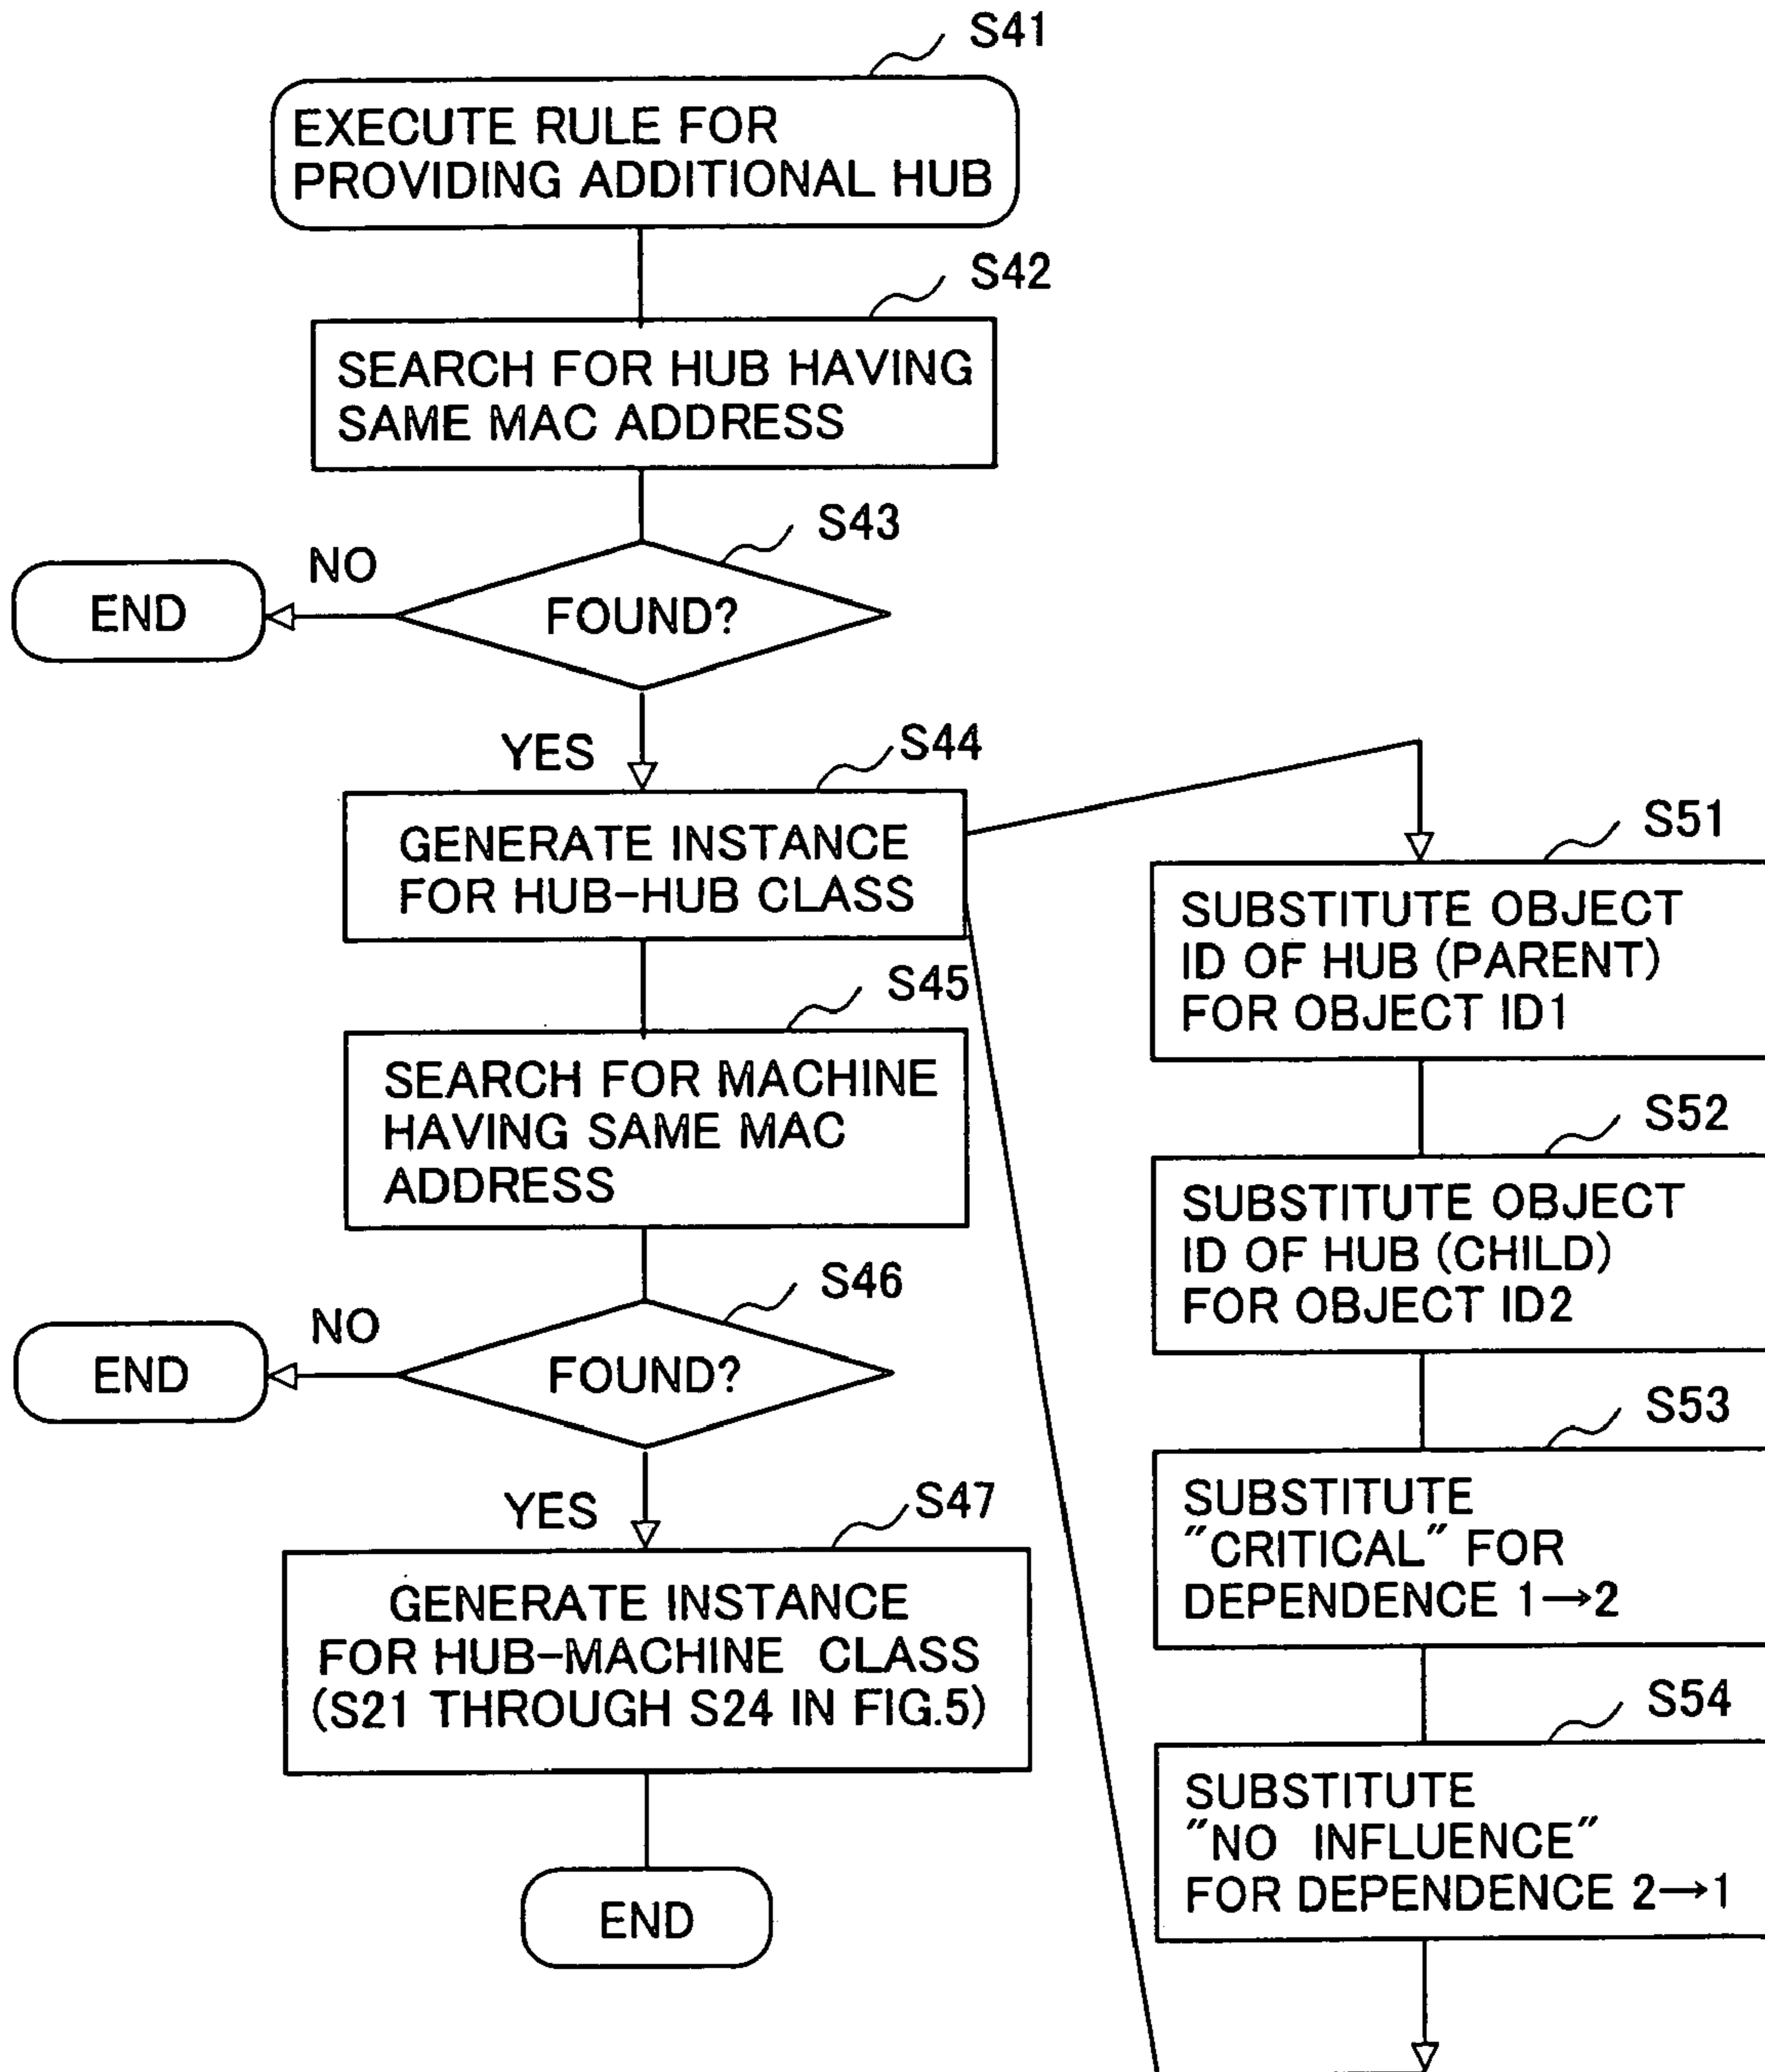 S41
EXECUTE RULE FOR
PROVIDING ADDITIONAL HUB
S42
SEARCH FOR HUB HAVING
SAME MAC ADDRESS
S43
NO
END
FOUND?
YES
S44
GENERATE INSTANCE
FOR HUB-HUB CLASS
S45
SEARCH FOR MACHINE
HAVING SAME MAC
ADDRESS
S46
NO
END
FOUND?
YES
S47
GENERATE INSTANCE
FOR HUB-MACHINE CLASS
(S21 THROUGH S24 IN FIG.5)
END
S51
SUBSTITUTE OBJECT
ID OF HUB (PARENT)
FOR OBJECT ID1
S52
SUBSTITUTE OBJECT
ID OF HUB (CHILD)
FOR OBJECT ID2
S53
SUBSTITUTE
"CRITICAL" FOR
DEPENDENCE 1→2
S54
SUBSTITUTE
"NO INFLUENCE"
FOR DEPENDENCE 2→1